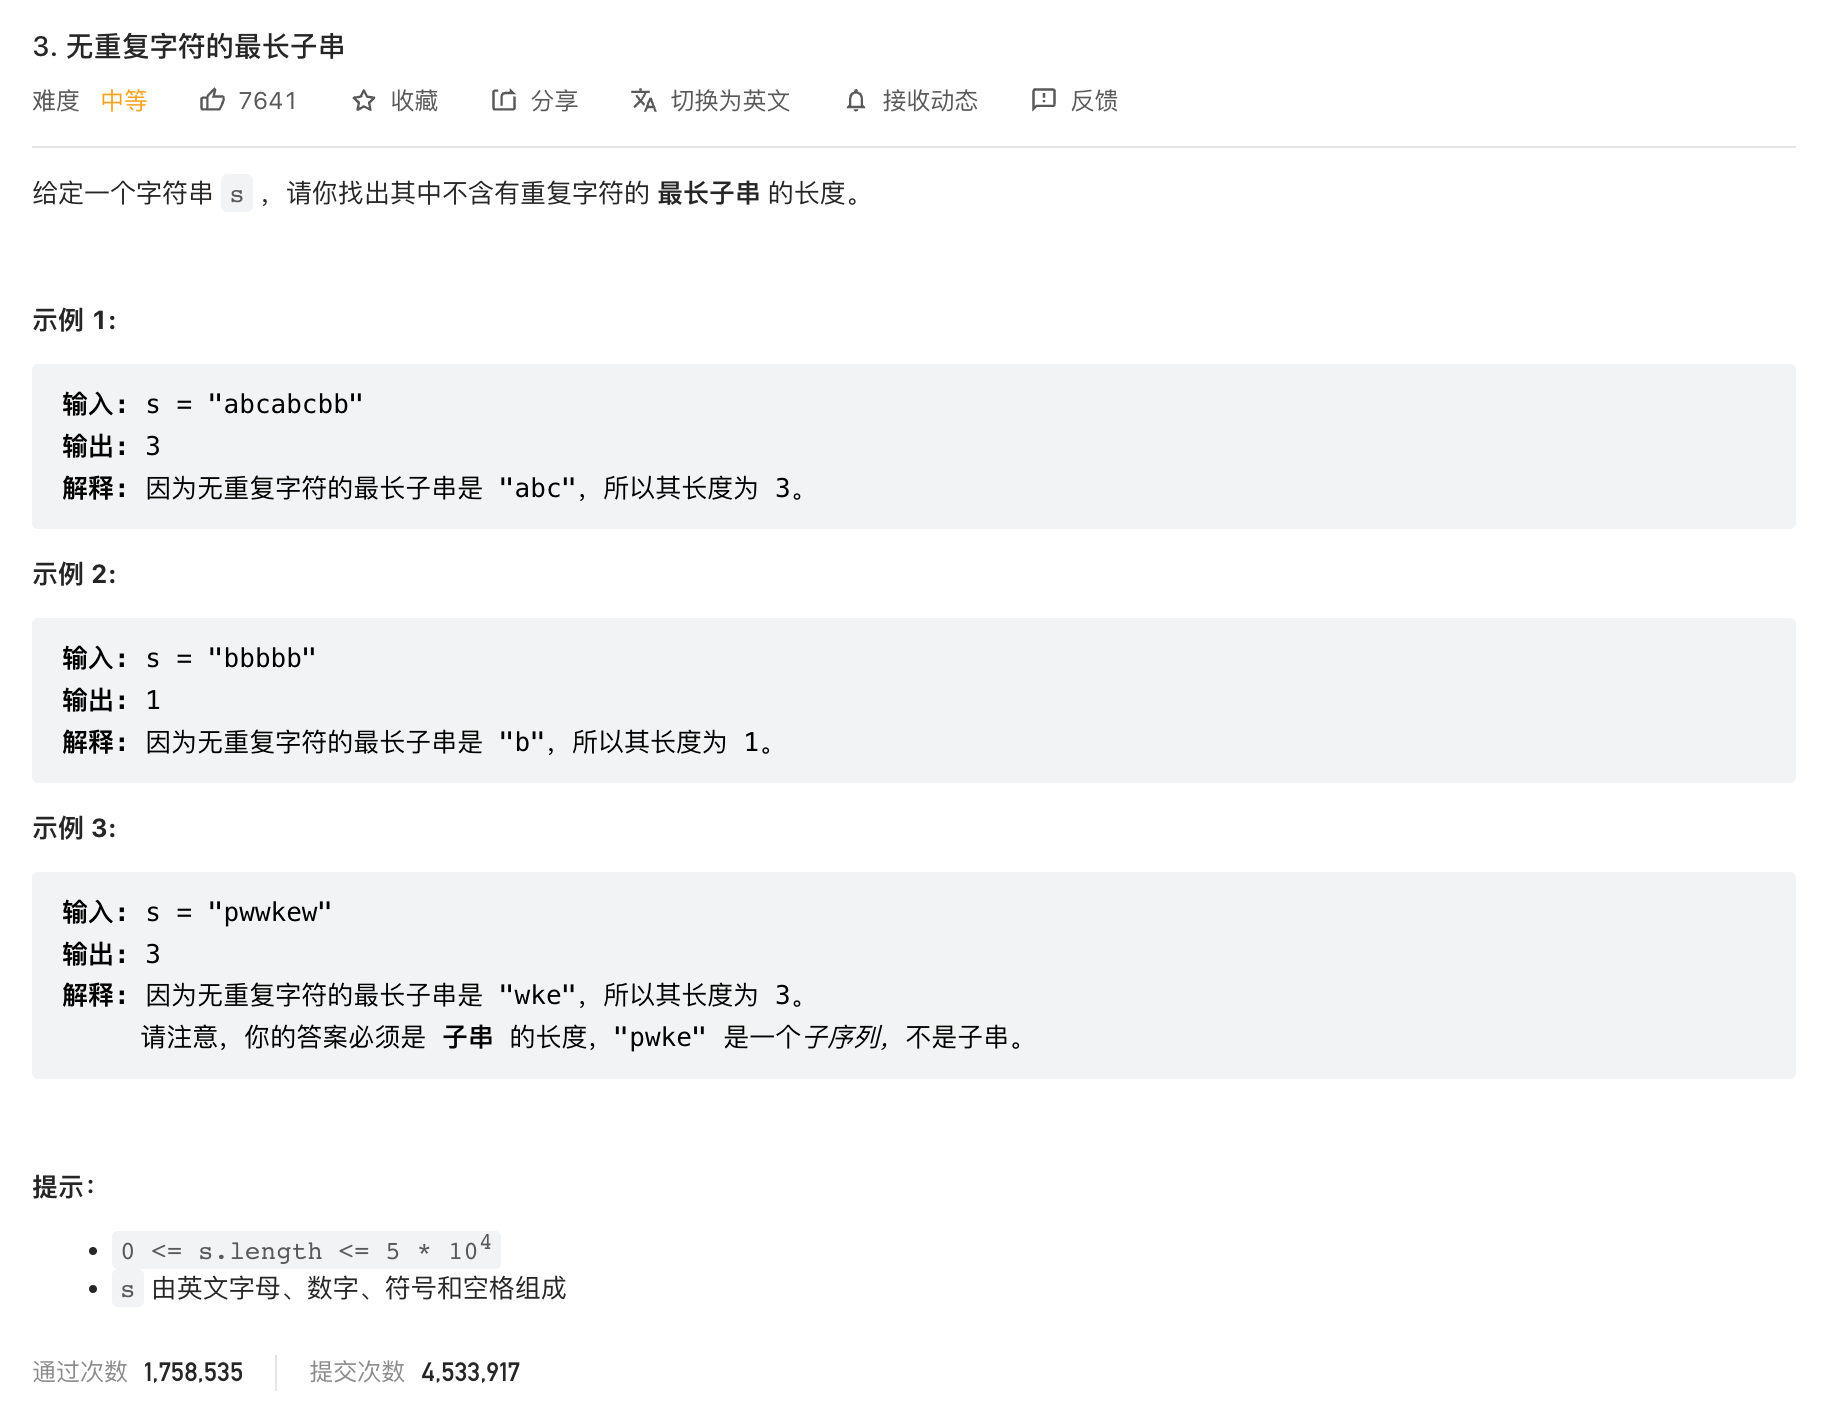 3. 无重复字符的最长子串
难度 中等 7641 收藏 分享 切换为英文 接收动态 反馈
给定一个字符串 s ，请你找出其中不含有重复字符的 最长子串 的长度。
示例 1:
输入: s = "abcabcbb"
输出: 3
解释: 因为无重复字符的最长子串是 "abc"，所以其长度为 3。
示例 2:
输入: s = "bbbbb"
输出: 1
解释: 因为无重复字符的最长子串是 "b"，所以其长度为 1。
示例 3:
输入: s = "pwwkew"
输出: 3
解释: 因为无重复字符的最长子串是 "wke"，所以其长度为 3。
请注意，你的答案必须是 子串 的长度，"pwke" 是一个子序列，不是子串。
提示：
• 0 <= s.length <= 5 * 10⁴
• s 由英文字母、数字、符号和空格组成
通过次数 1,758,535 提交次数 4,533,917